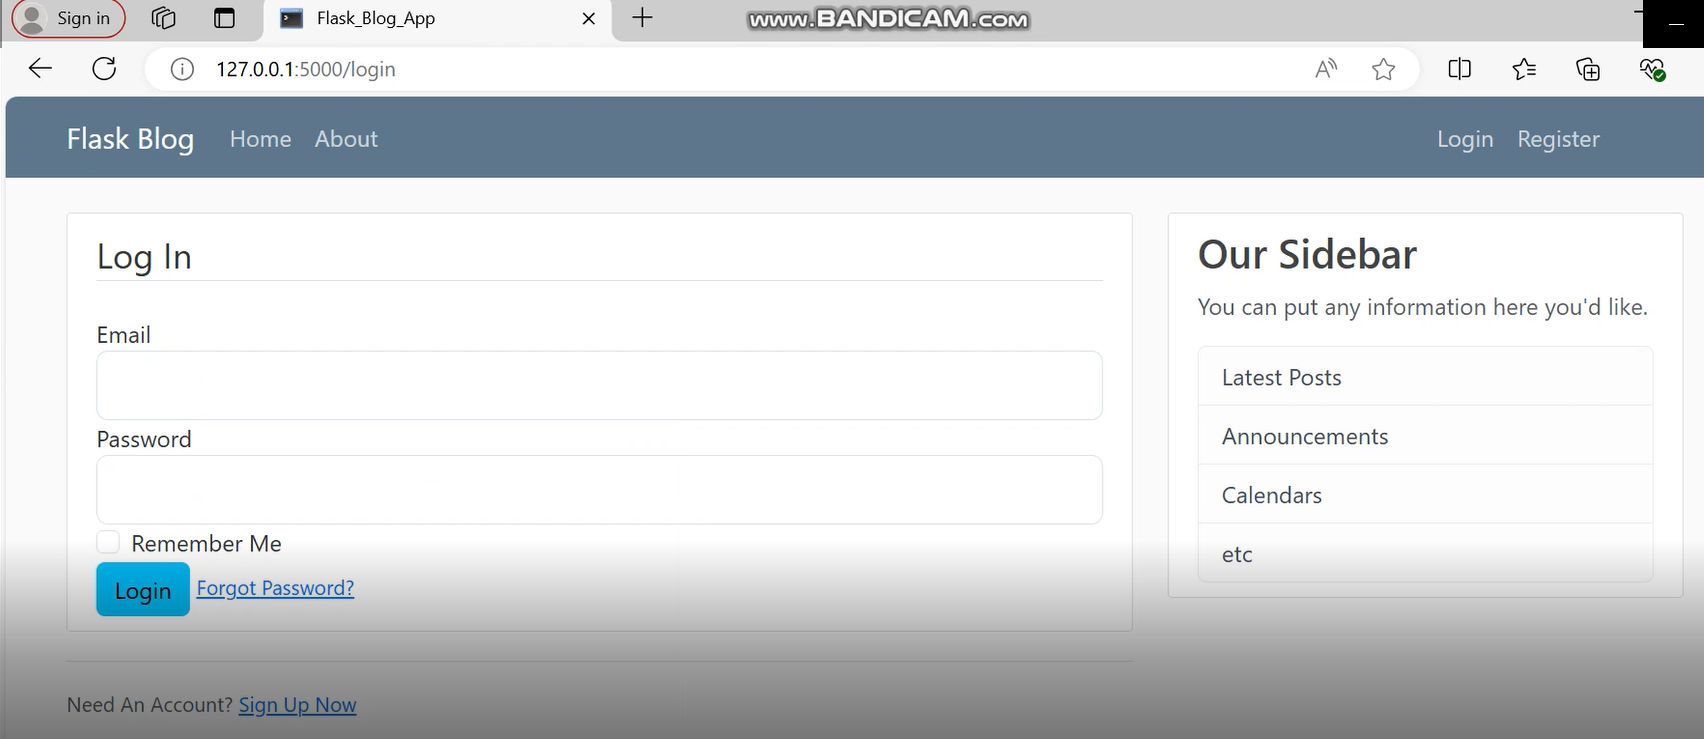 Sign in
Flask_Blog_App
www.BANDICAM.com
127.0.0.1:5000/login
Flask Blog Home About Login Register
Log In
Email
Password
Remember Me
Login Forgot Password?
Need An Account? Sign Up Now
Our Sidebar
You can put any information here you'd like.
Latest Posts
Announcements
Calendars
etc